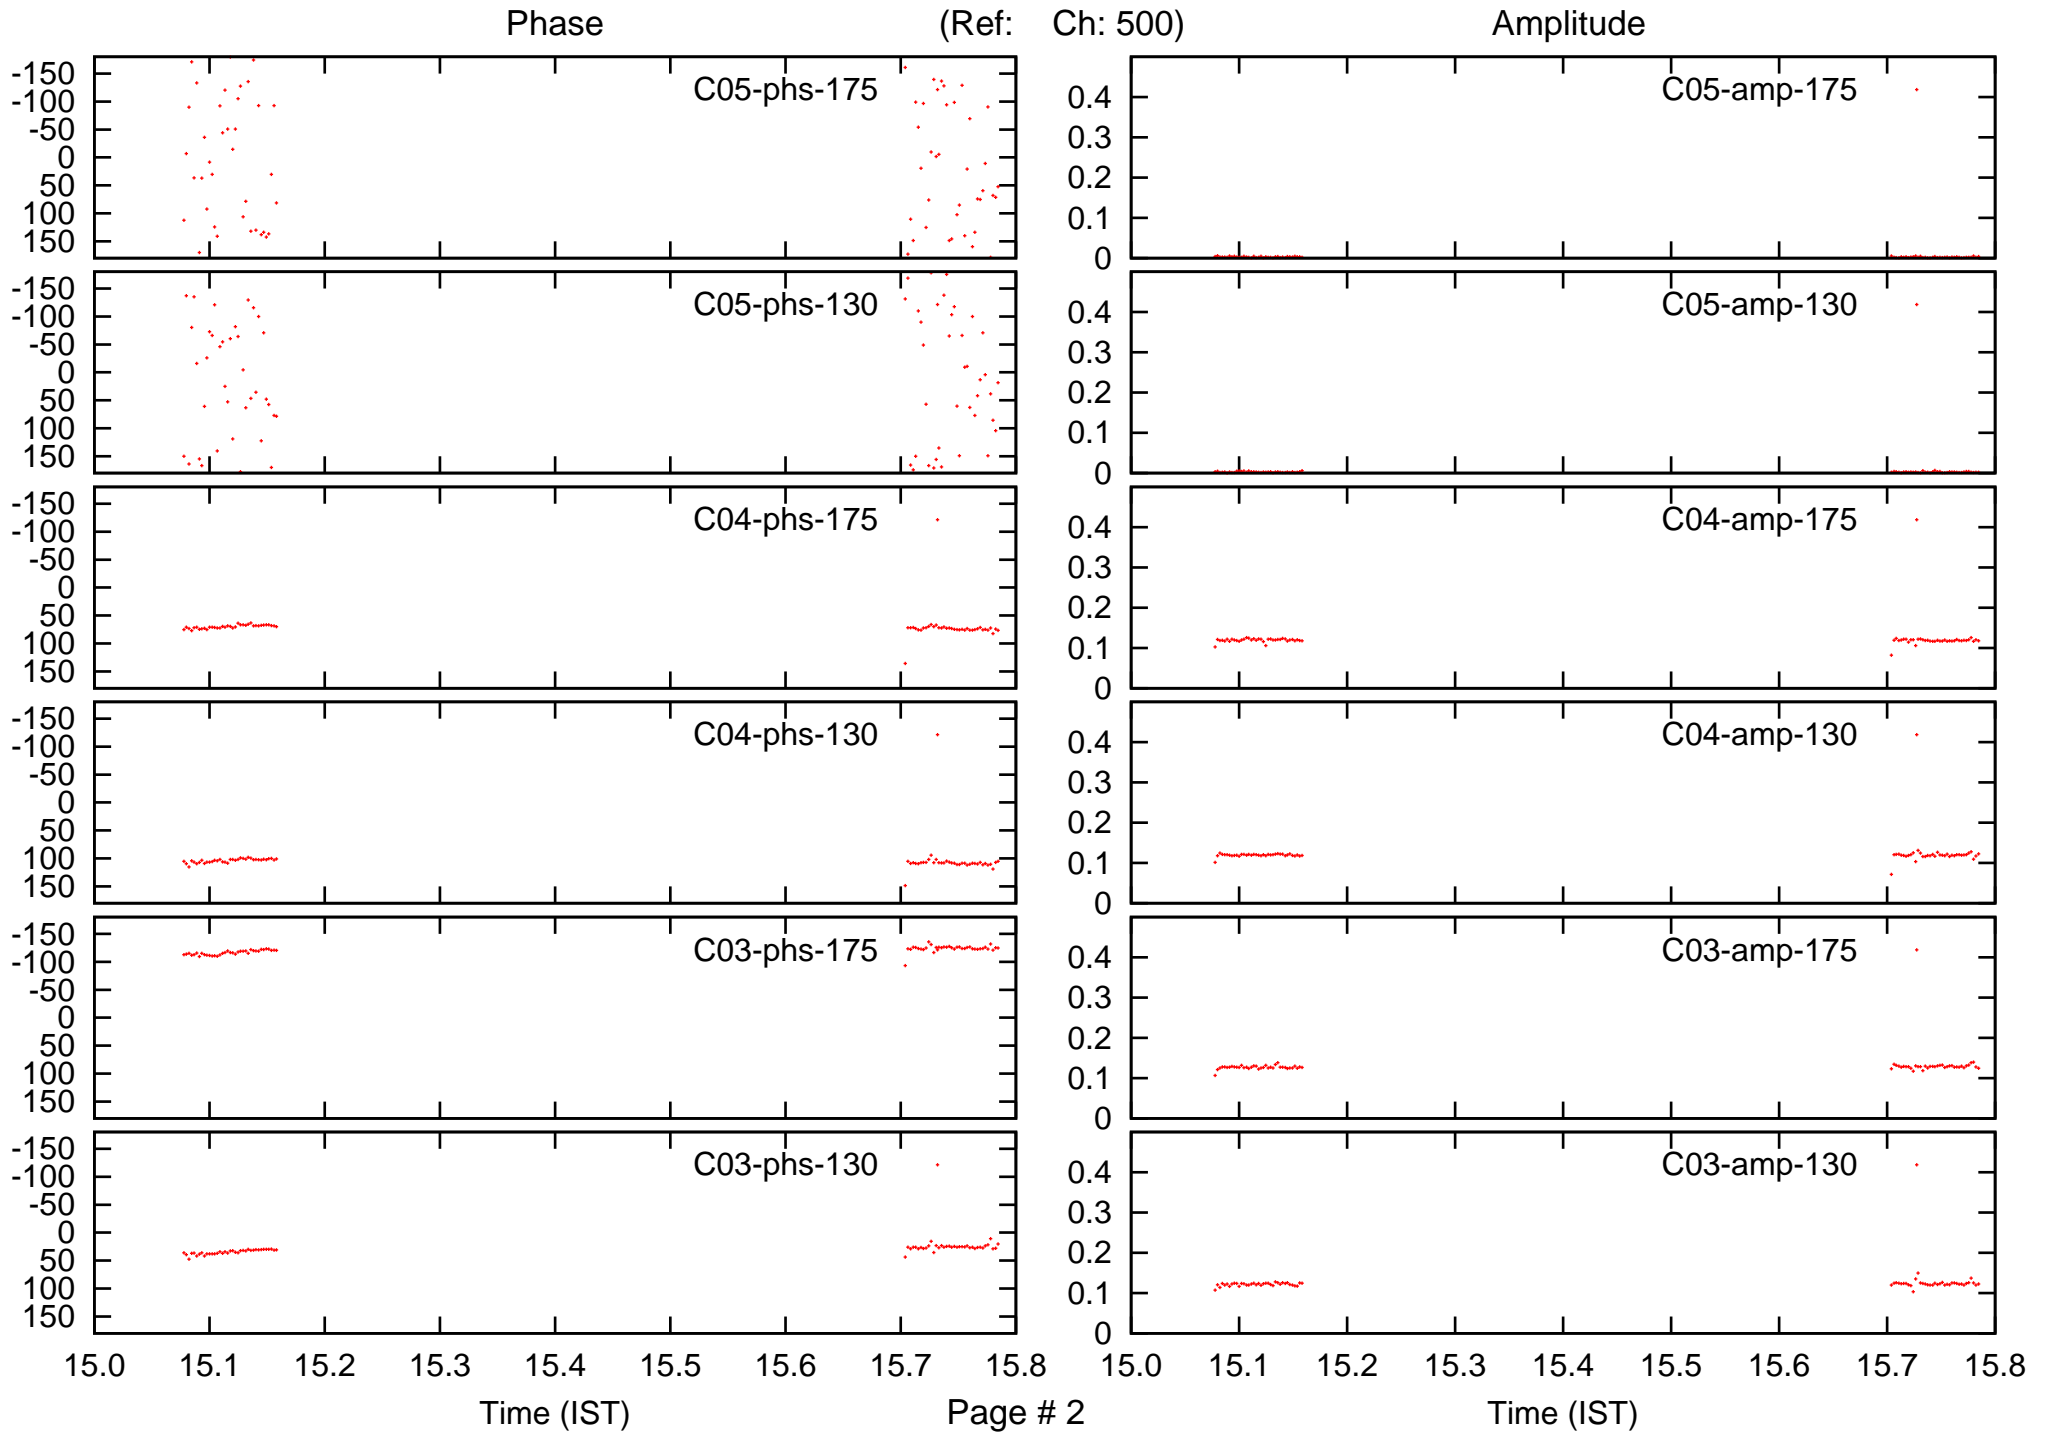 Phase (Ref: Ch: 500) Amplitude
-150 -100 -50 0 50 100 150 C05-phs-175
0.4 0.3 0.2 0.1 0 C05-amp-175
-150 -100 -50 0 50 100 150 C05-phs-130
0.4 0.3 0.2 0.1 0 C05-amp-130
-150 -100 -50 0 50 100 150 C04-phs-175
0.4 0.3 0.2 0.1 0 C04-amp-175
-150 -100 -50 0 50 100 150 C04-phs-130
0.4 0.3 0.2 0.1 0 C04-amp-130
-150 -100 -50 0 50 100 150 C03-phs-175
0.4 0.3 0.2 0.1 0 C03-amp-175
-150 -100 -50 0 50 100 150 C03-phs-130
0.4 0.3 0.2 0.1 0 C03-amp-130
15.0 15.1 15.2 15.3 15.4 15.5 15.6 15.7 15.8 15.0 15.1 15.2 15.3 15.4 15.5 15.6 15.7 15.8
Time (IST) Page # 2 Time (IST)